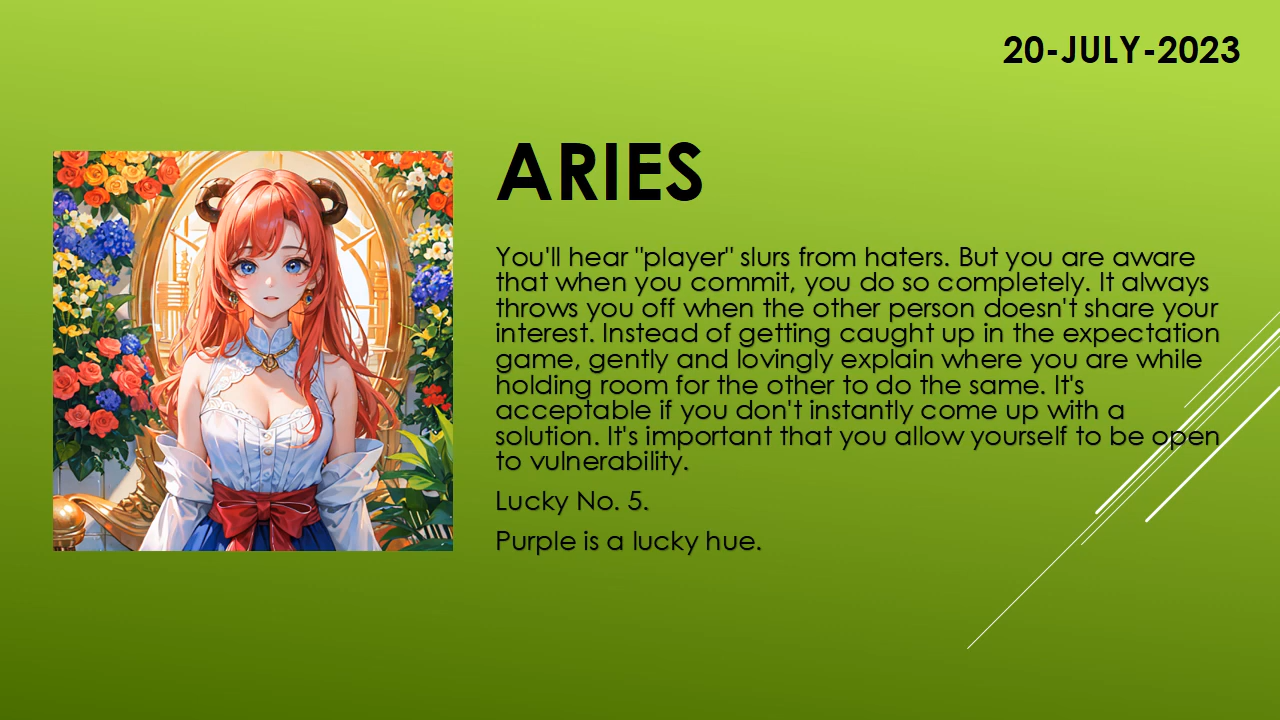 20-JULY-2023
ARIES
You'll hear "player" slurs from haters. But you are aware
that when you commit, you do so completely. It always
throws you off when the other person doesn't share your
interest. Instead of getting caught up in the expectation
game, gently and lovingly explain where you are while
holding room for the other to do the same. It's
acceptable if you don't instantly come up with a
solution. It's important that you allow yourself to be open
to vulnerability.
Lucky No. 5.
Purple is a lucky hue.